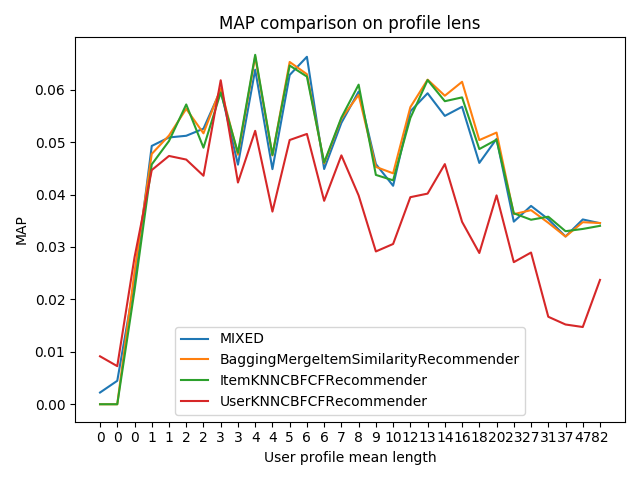 MAP comparison on profile lens
MAP
0.06
0.05
0.04
0.03
0.02
0.01
0.00
MIXED
BaggingMergeItemSimilarityRecommender
ItemKNNCBFCFRecommender
UserKNNCBFCFRecommender
0 0 0 1 1 2 2 3 3 4 4 5 6 6 7 8 9 10 12 13 14 16 18 20 23 27 31 37 47 82
User profile mean length